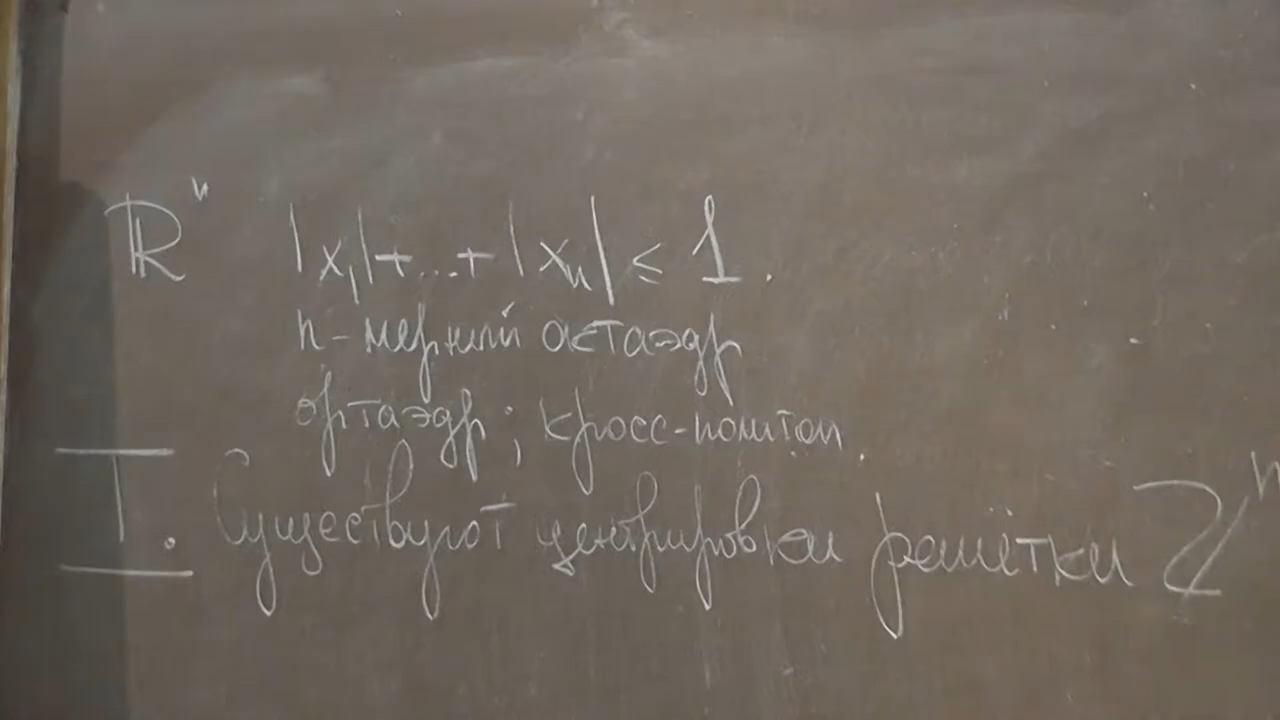 ℝⁿ |x₁|+...+|xₙ| ≤ 1.
n-мерный октаэдр
ортаэдр; кросс-политоп.
I. Существуют центрировки решётки ℤⁿ